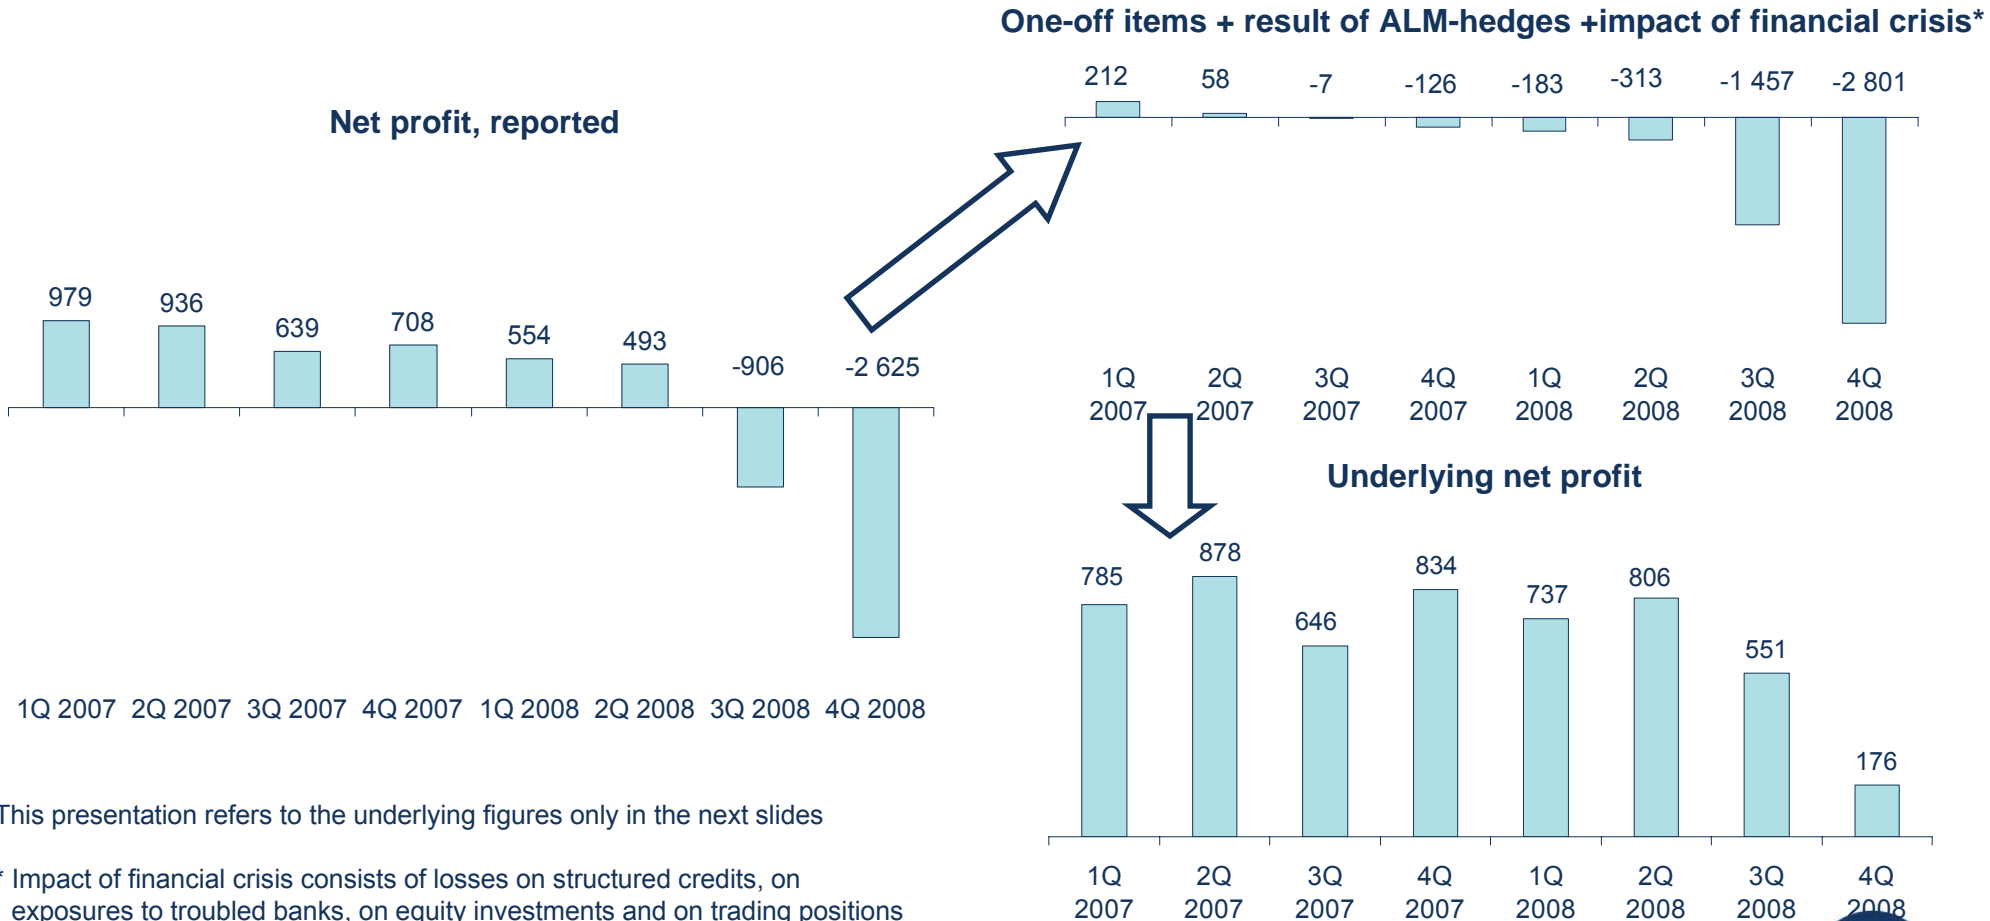 One-off items + result of ALM-hedges +impact of financial crisis*
212 58 -7 -126 -183 -313 -1 457 -2 801
1Q 2007 2Q 2007 3Q 2007 4Q 2007 1Q 2008 2Q 2008 3Q 2008 4Q 2008
Net profit, reported
979 936 639 708 554 493 -906 -2 625
1Q 2007 2Q 2007 3Q 2007 4Q 2007 1Q 2008 2Q 2008 3Q 2008 4Q 2008
Underlying net profit
785 878 646 834 737 806 551 176
1Q 2007 2Q 2007 3Q 2007 4Q 2007 1Q 2008 2Q 2008 3Q 2008 4Q 2008
This presentation refers to the underlying figures only in the next slides
* Impact of financial crisis consists of losses on structured credits, on
exposures to troubled banks, on equity investments and on trading positions